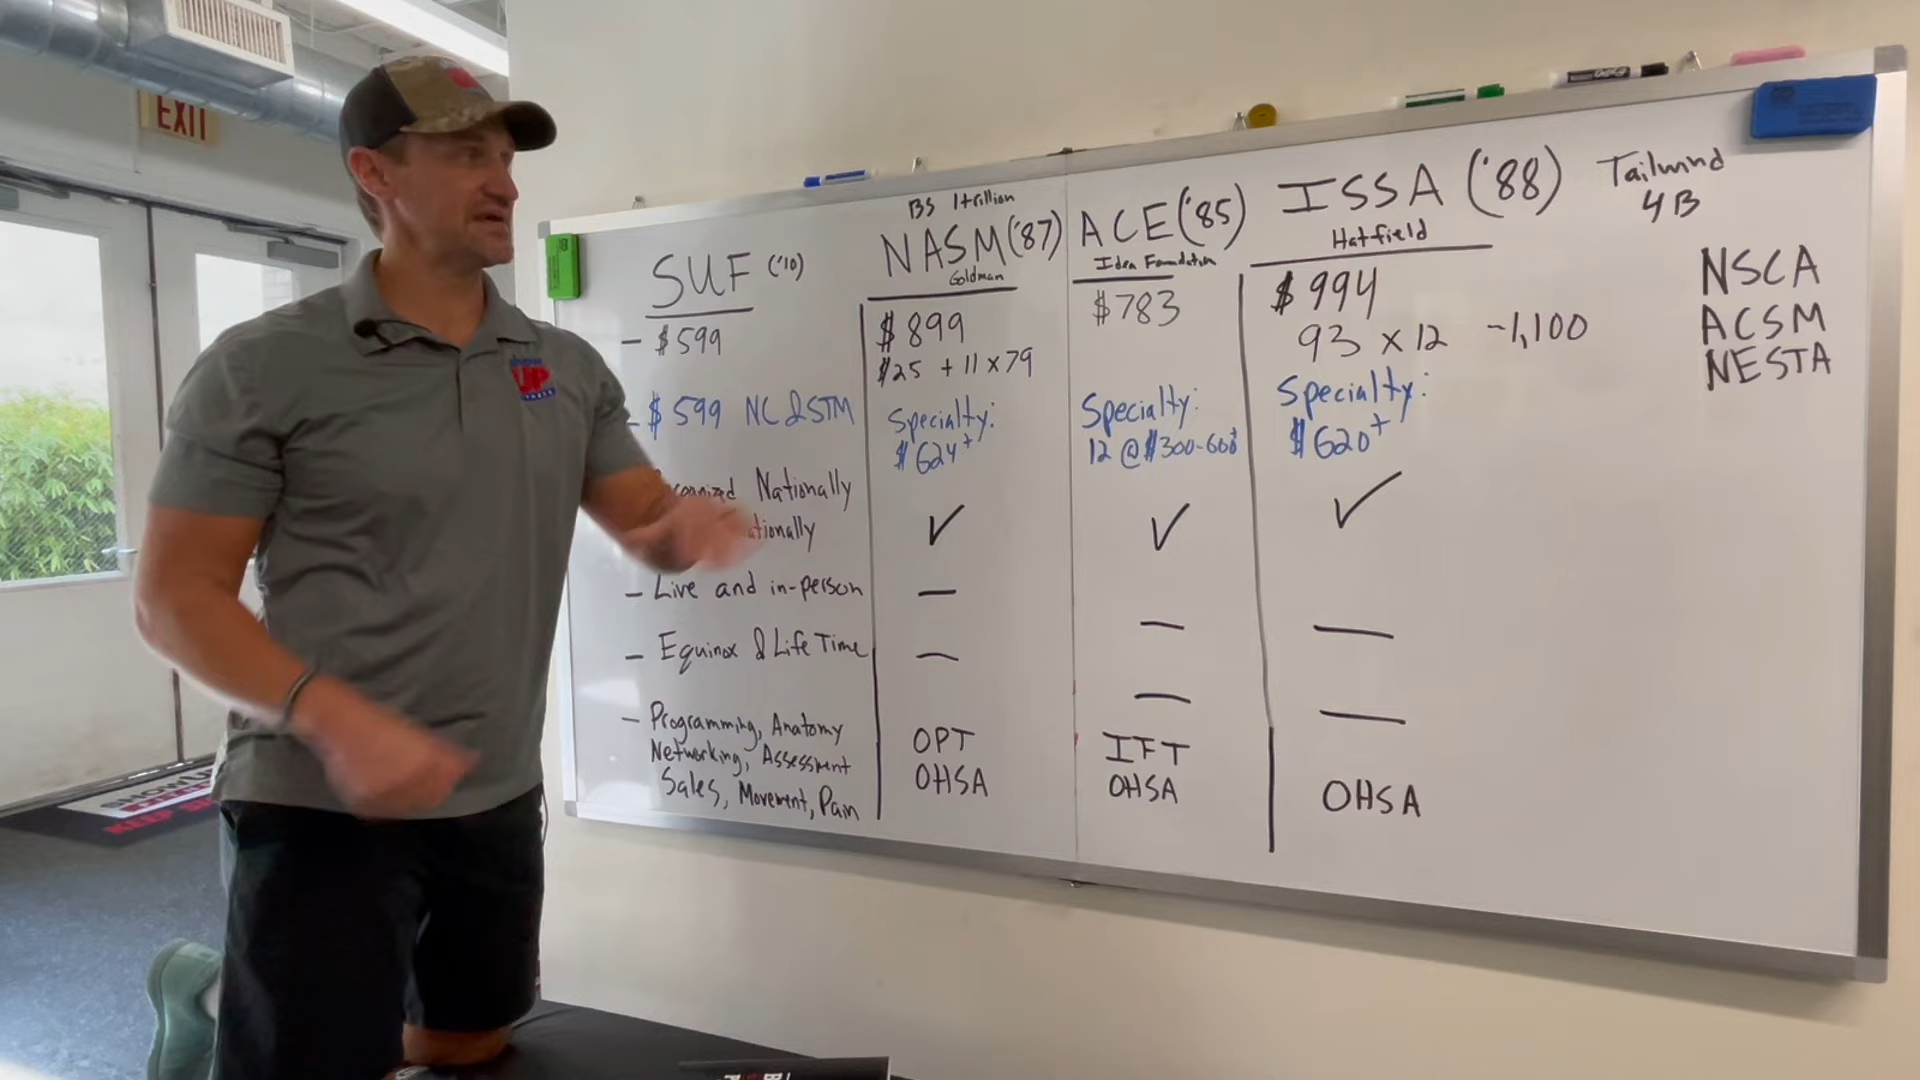 EXIT
SUF ('10)
- $599
- $599 NC & STM
Nationally
- Live and in-person
- Equinox & Life Time
- Programming, Anatomy
Networking, Assessment
Sales, Movement, Pain
BS 1 trillion
NASM ('87)
Goldman
$899
$25 + 11 x 79
Specialty:
$624+
✓
—
—
OPT
OHSA
ACE ('85)
Idea Foundation
$783
Specialty:
12 @ $300-600+
✓
—
—
IFT
OHSA
ISSA ('88)
Hatfield
$994
93 x 12 -1,100
Specialty:
$620+
✓
—
—
OHSA
Tailwind
4B
NSCA
ACSM
NESTA
UP